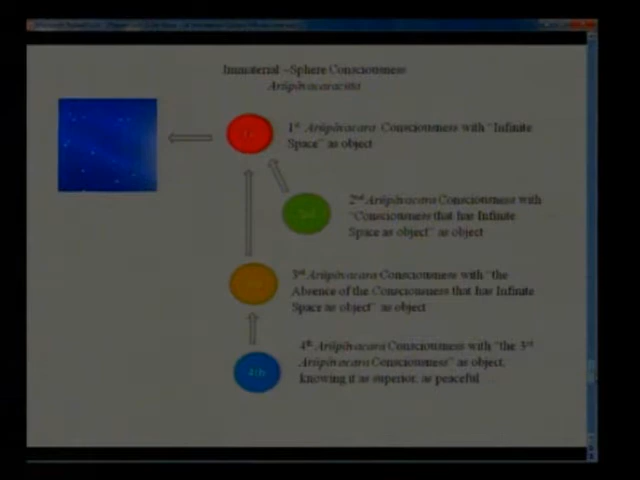 Immaterial –Sphere Consciousness
Arūpāvacaracitta
1st Arūpāvacara Consciousness with "Infinite
Space" as object
2nd Arūpāvacara Consciousness with
"Consciousness that has Infinite
Space as object" as object
3rd Arūpāvacara Consciousness with "the
Absence of the Consciousness that has Infinite
Space as object" as object
4th Arūpāvacara Consciousness with "the 3rd
Arūpāvacara Consciousness" as object,
knowing it as superior, as peaceful
4th